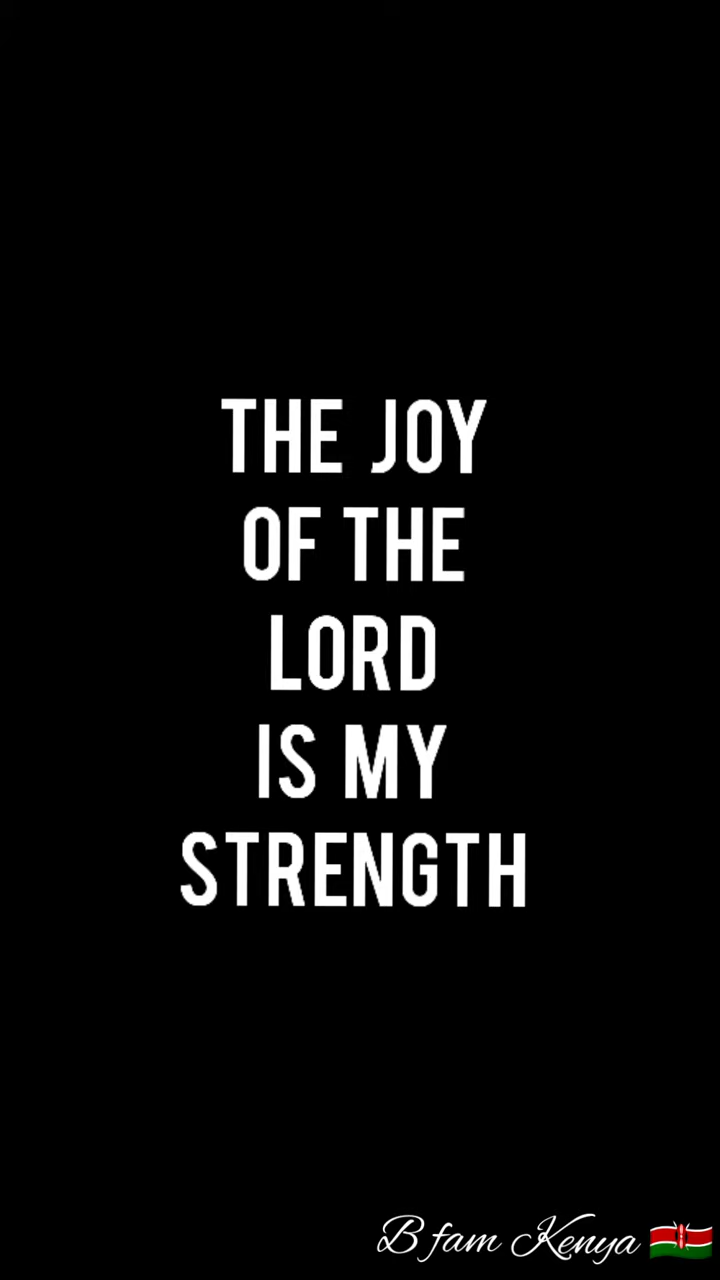 THE JOY
OF THE
LORD
IS MY
STRENGTH
B fam Kenya 🇰🇪